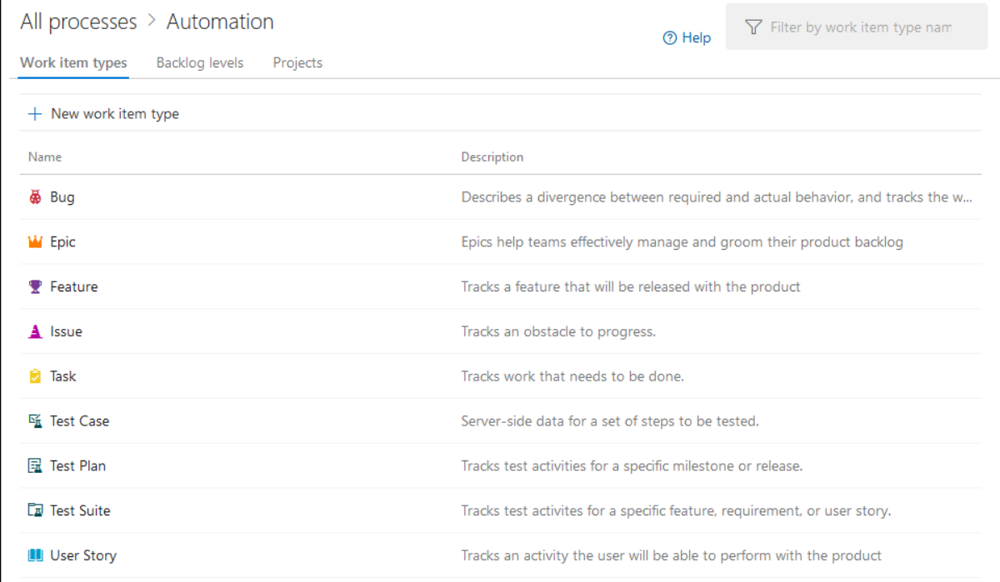 All processes > Automation
Help
Filter by work item type nam
Work item types
Backlog levels
Projects
+ New work item type
Name Description
Bug Describes a divergence between required and actual behavior, and tracks the w...
Epic Epics help teams effectively manage and groom their product backlog
Feature Tracks a feature that will be released with the product
Issue Tracks an obstacle to progress.
Task Tracks work that needs to be done.
Test Case Server-side data for a set of steps to be tested.
Test Plan Tracks test activities for a specific milestone or release.
Test Suite Tracks test activites for a specific feature, requirement, or user story.
User Story Tracks an activity the user will be able to perform with the product